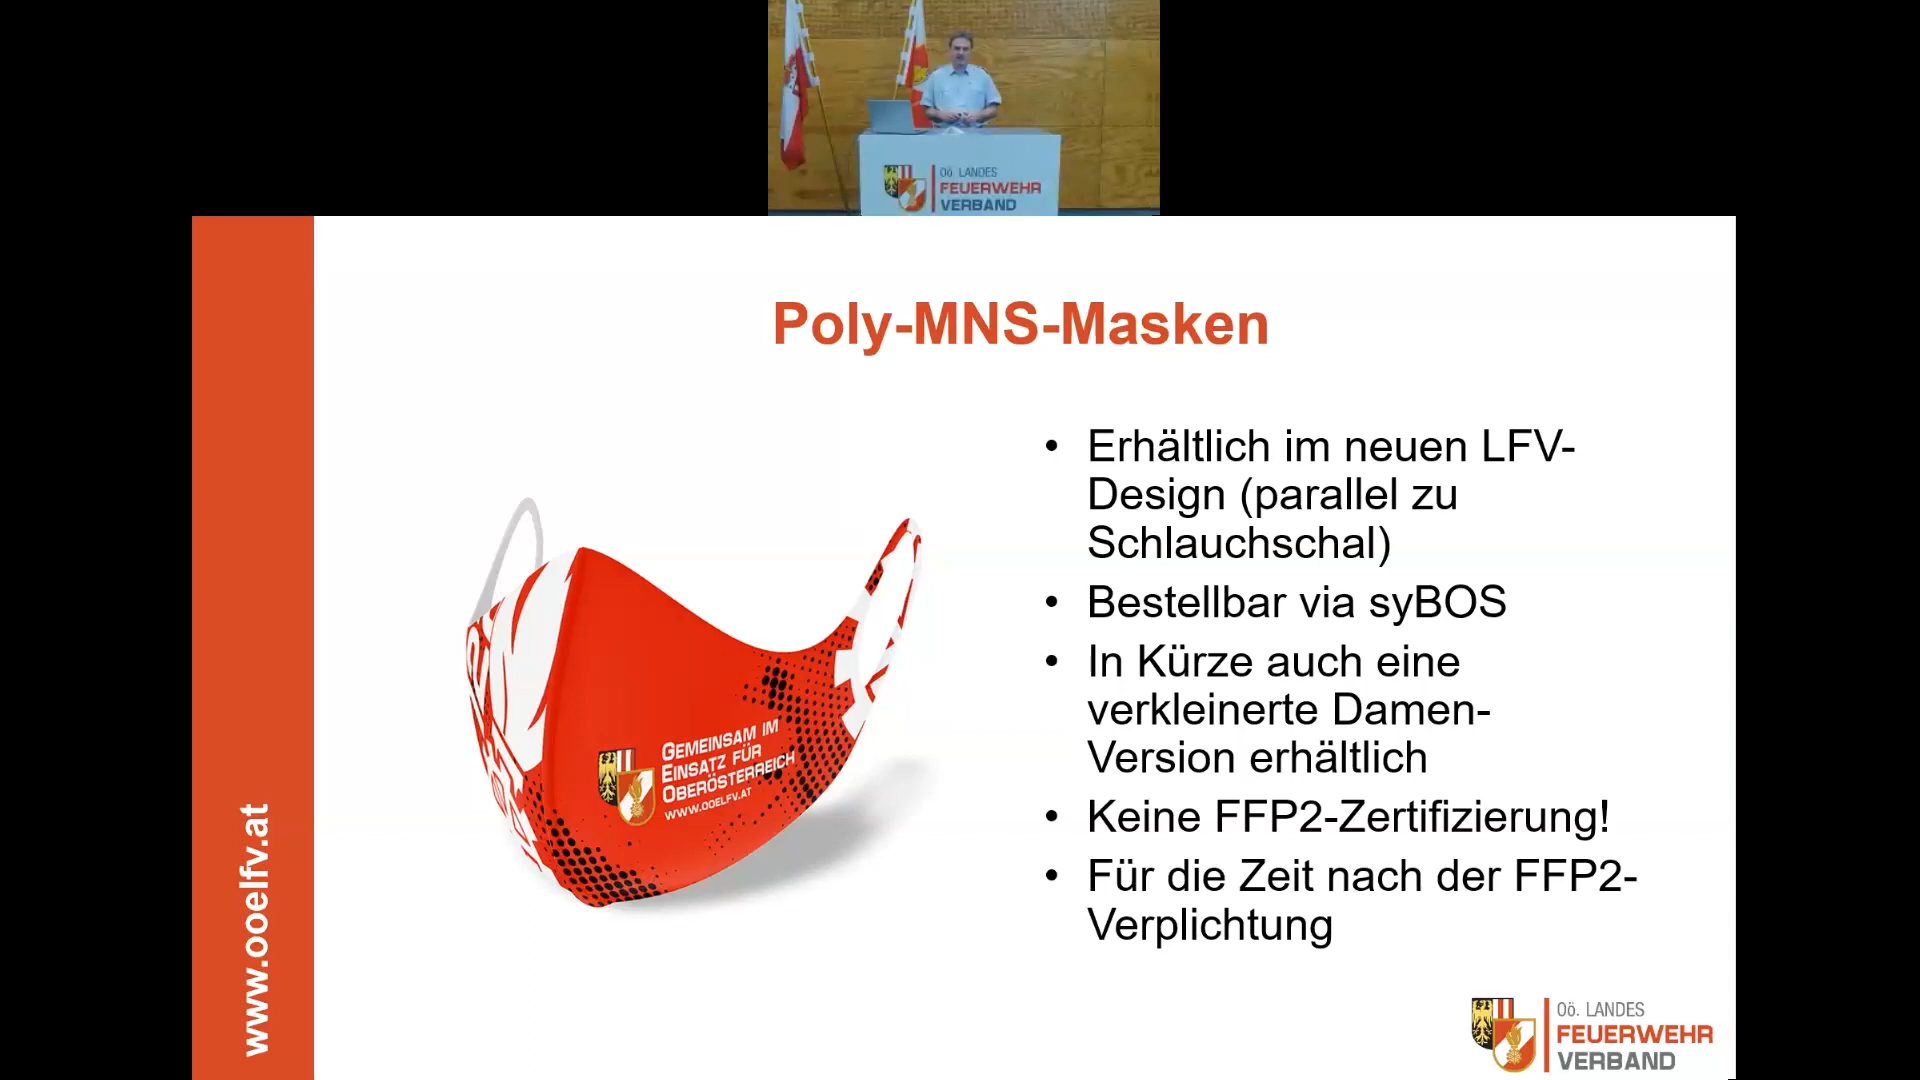 OÖ. LANDES
FEUERWEHR
VERBAND
Poly-MNS-Masken
• Erhältlich im neuen LFV-
Design (parallel zu
Schlauchschal)
• Bestellbar via syBOS
• In Kürze auch eine
verkleinerte Damen-
Version erhältlich
• Keine FFP2-Zertifizierung!
• Für die Zeit nach der FFP2-
Verplichtung
GEMEINSAM IM
EINSATZ FÜR
OBERÖSTERREICH
WWW.OOELFV.AT
www.ooelfv.at
Oö. LANDES
FEUERWEHR
VERBAND